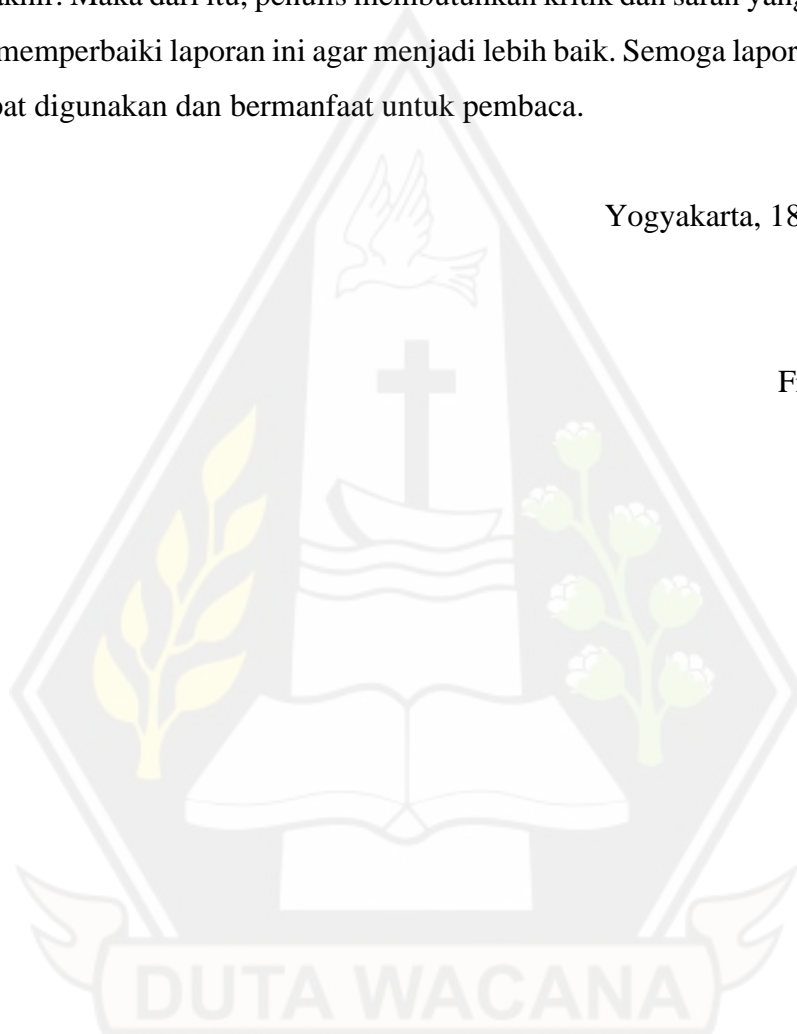 akhir. Maka dari itu, penulis membutuhkan kritik dan saran yang
memperbaiki laporan ini agar menjadi lebih baik. Semoga lapor
digunakan dan bermanfaat untuk pembaca.
Yogyakarta, 18
DUTA WACANA